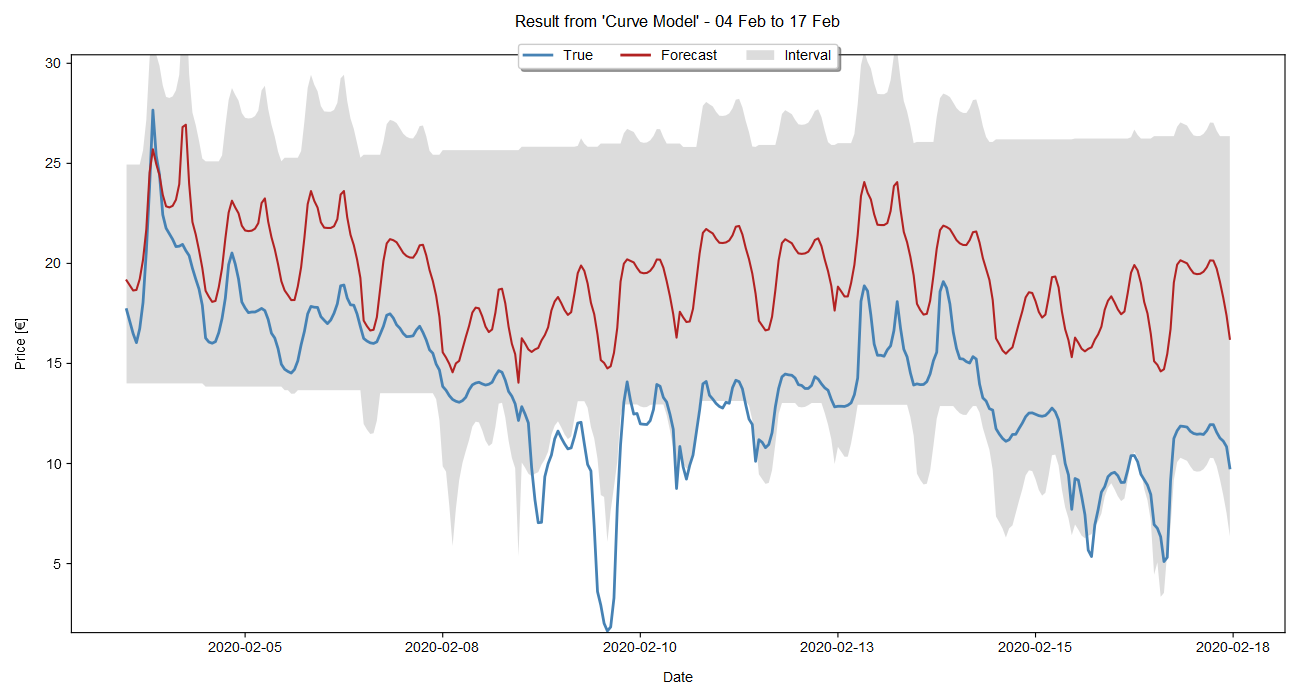 Result from 'Curve Model' - 04 Feb to 17 Feb
True Forecast Interval
30
25
20
15
10
5
Price [€]
2020-02-05 2020-02-08 2020-02-10 2020-02-13 2020-02-15 2020-02-18
Date